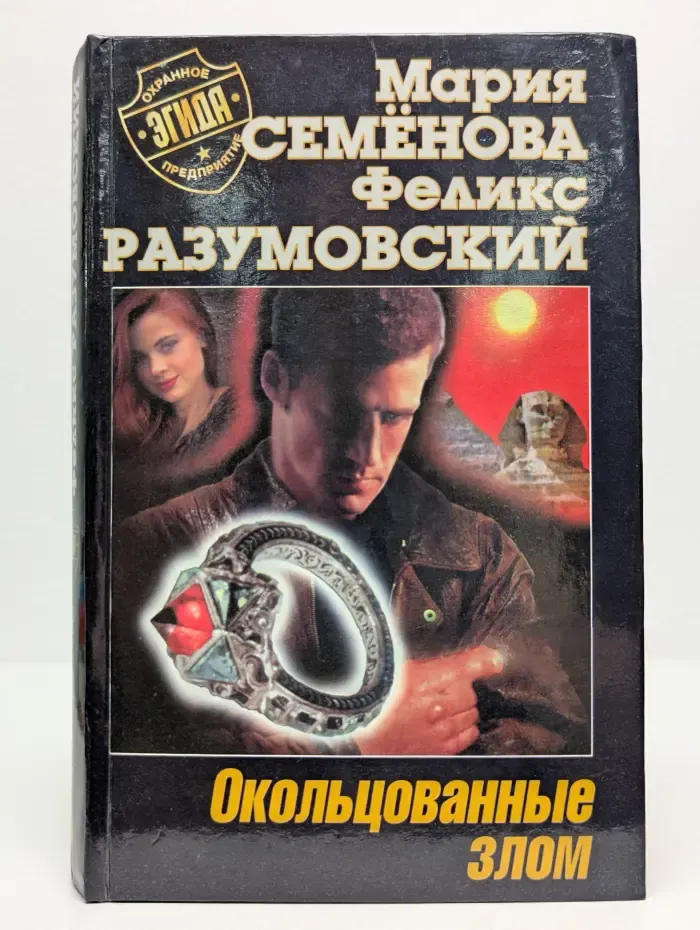 ОХРАННОЕ
ЭГИДА
ПРЕДПРИЯТИЕ
Мария
СЕМЁНОВА
Феликс
РАЗУМОВСКИЙ
Окольцованные
злом